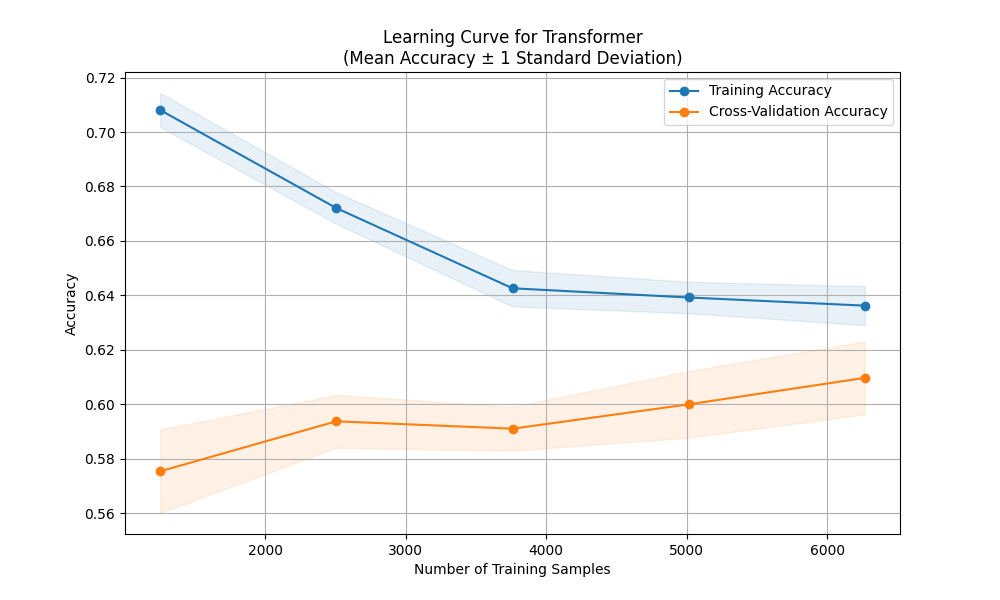 Learning Curve for Transformer
(Mean Accuracy ± 1 Standard Deviation)
Training Accuracy
Cross-Validation Accuracy
Accuracy
0.72
0.70
0.68
0.66
0.64
0.62
0.60
0.58
0.56
2000 3000 4000 5000 6000
Number of Training Samples